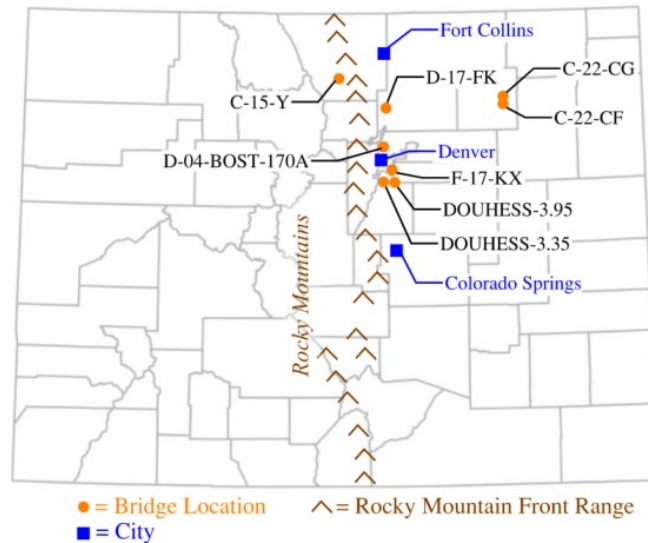 Fort Collins
C-22-CG
D-17-FK
C-15-Y
C-22-CF
D-04-BOST-170A
Denver
F-17-KX
DOUHESS-3.95
DOUHESS-3.35
Colorado Springs
Rocky Mountains
= Bridge Location
= Rocky Mountain Front Range
= City